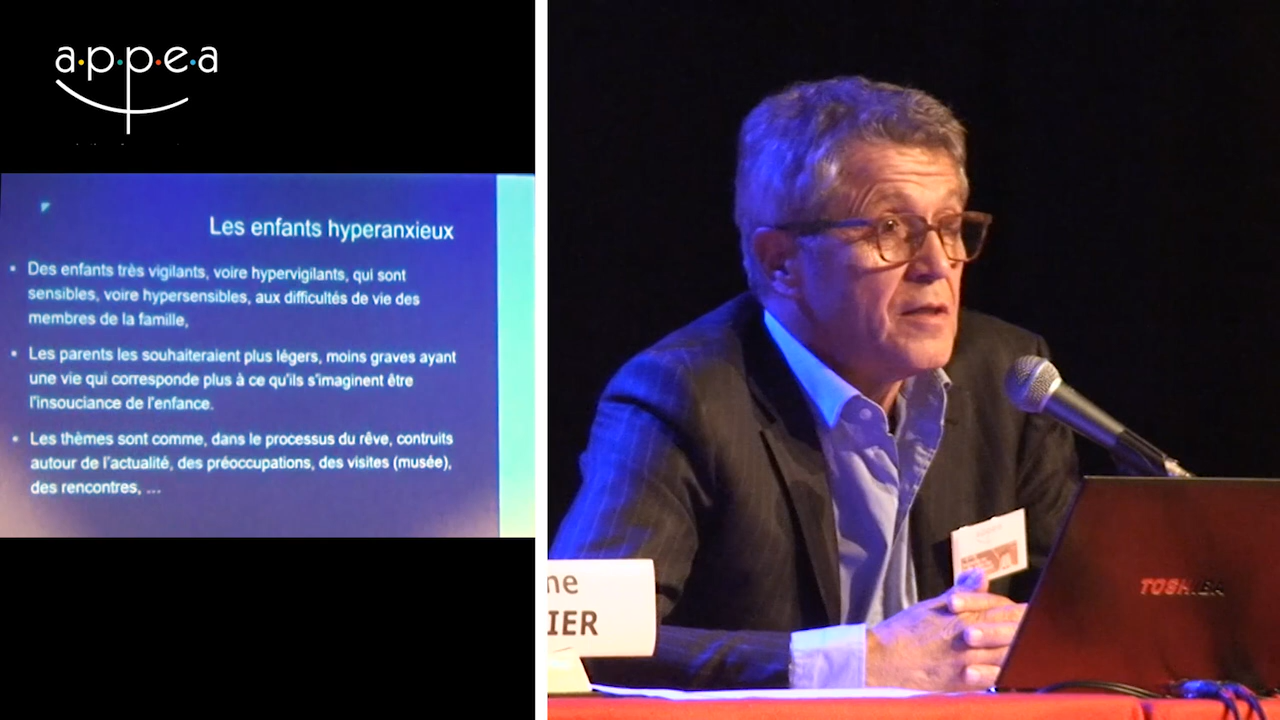 a·p·p·e·a
Les enfants hyperanxieux
• Des enfants très vigilants, voire hypervigilants, qui sont
sensibles, voire hypersensibles, aux difficultés de vie des
membres de la famille,
• Les parents les souhaiteraient plus légers, moins graves ayant
une vie qui corresponde plus à ce qu'ils s'imaginent être
l'insouciance de l'enfance.
• Les thèmes sont comme, dans le processus du rêve, contruits
autour de l'actualité, des préoccupations, des visites (musée),
des rencontres, ...
ne
IER
TOSHIBA